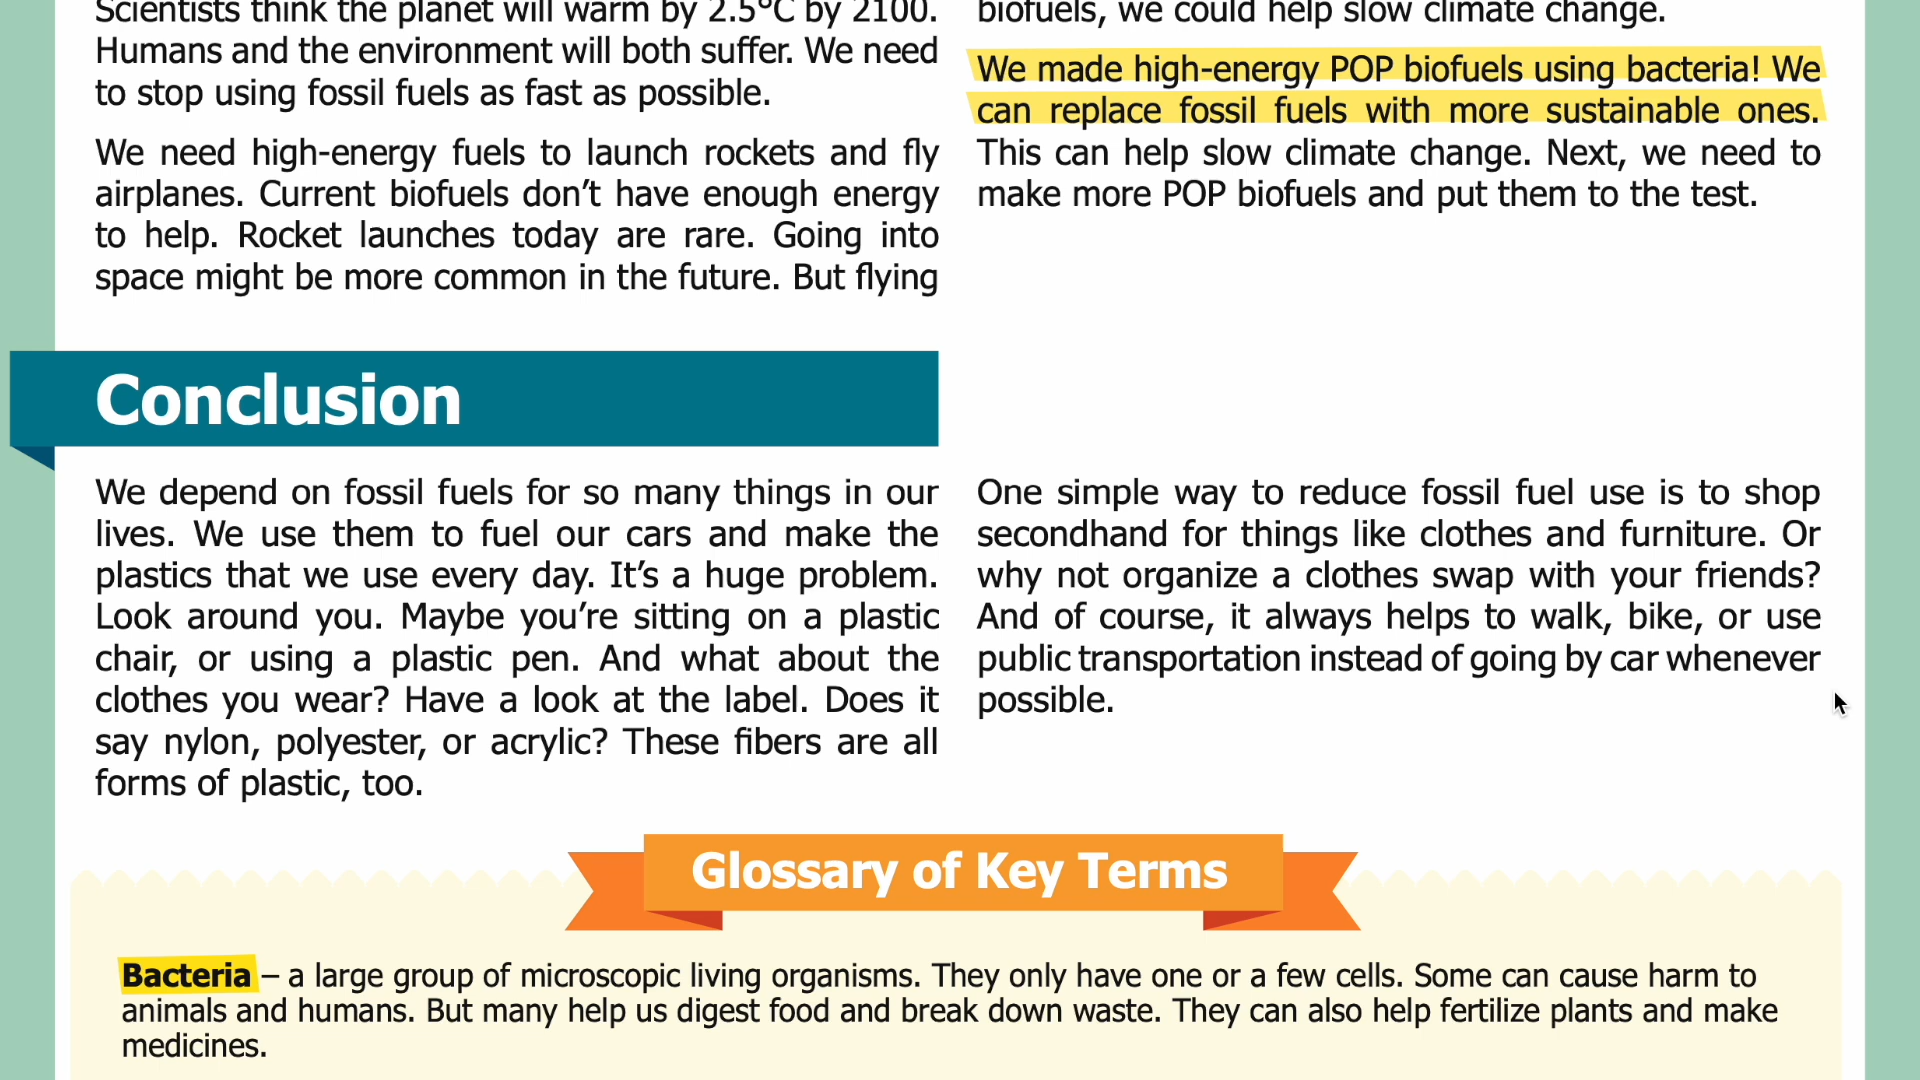 Scientists think the planet will warm by 2.5°C by 2100.
Humans and the environment will both suffer. We need
to stop using fossil fuels as fast as possible.
We need high-energy fuels to launch rockets and fly
airplanes. Current biofuels don’t have enough energy
to help. Rocket launches today are rare. Going into
space might be more common in the future. But flying
biofuels, we could help slow climate change.
We made high-energy POP biofuels using bacteria! We
can replace fossil fuels with more sustainable ones.
This can help slow climate change. Next, we need to
make more POP biofuels and put them to the test.
Conclusion
We depend on fossil fuels for so many things in our
lives. We use them to fuel our cars and make the
plastics that we use every day. It’s a huge problem.
Look around you. Maybe you’re sitting on a plastic
chair, or using a plastic pen. And what about the
clothes you wear? Have a look at the label. Does it
say nylon, polyester, or acrylic? These fibers are all
forms of plastic, too.
One simple way to reduce fossil fuel use is to shop
secondhand for things like clothes and furniture. Or
why not organize a clothes swap with your friends?
And of course, it always helps to walk, bike, or use
public transportation instead of going by car whenever
possible.
Glossary of Key Terms
Bacteria – a large group of microscopic living organisms. They only have one or a few cells. Some can cause harm to
animals and humans. But many help us digest food and break down waste. They can also help fertilize plants and make
medicines.